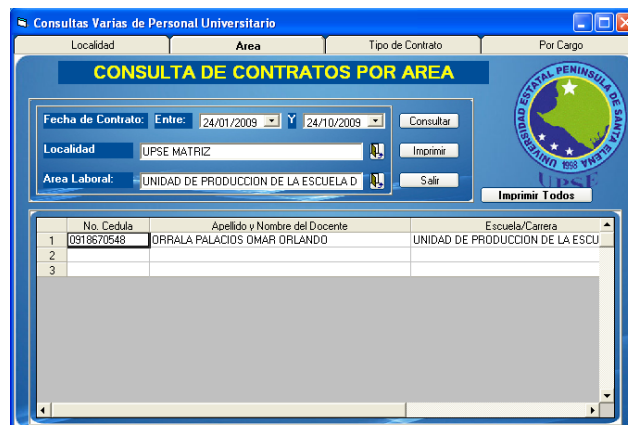 Consultas Varias de Personal Universitario
Localidad Area Tipo de Contrato Por Cargo
CONSULTA DE CONTRATOS POR AREA
Fecha de Contrato: Entre: 24/01/2009 Y 24/10/2009 Consultar
Localidad UPSE MATRIZ Imprimir
Area Laboral: UNIDAD DE PRODUCCION DE LA ESCUELA D Salir
UNIVERSIDAD ESTATAL PENINSULA DE SANTA ELENA
1998
UPSE
Imprimir Todos
No. Cedula Apellido y Nombre del Docente Escuela/Carrera
1 0918670548 ORRALA PALACIOS OMAR ORLANDO UNIDAD DE PRODUCCION DE LA ESCU
2
3